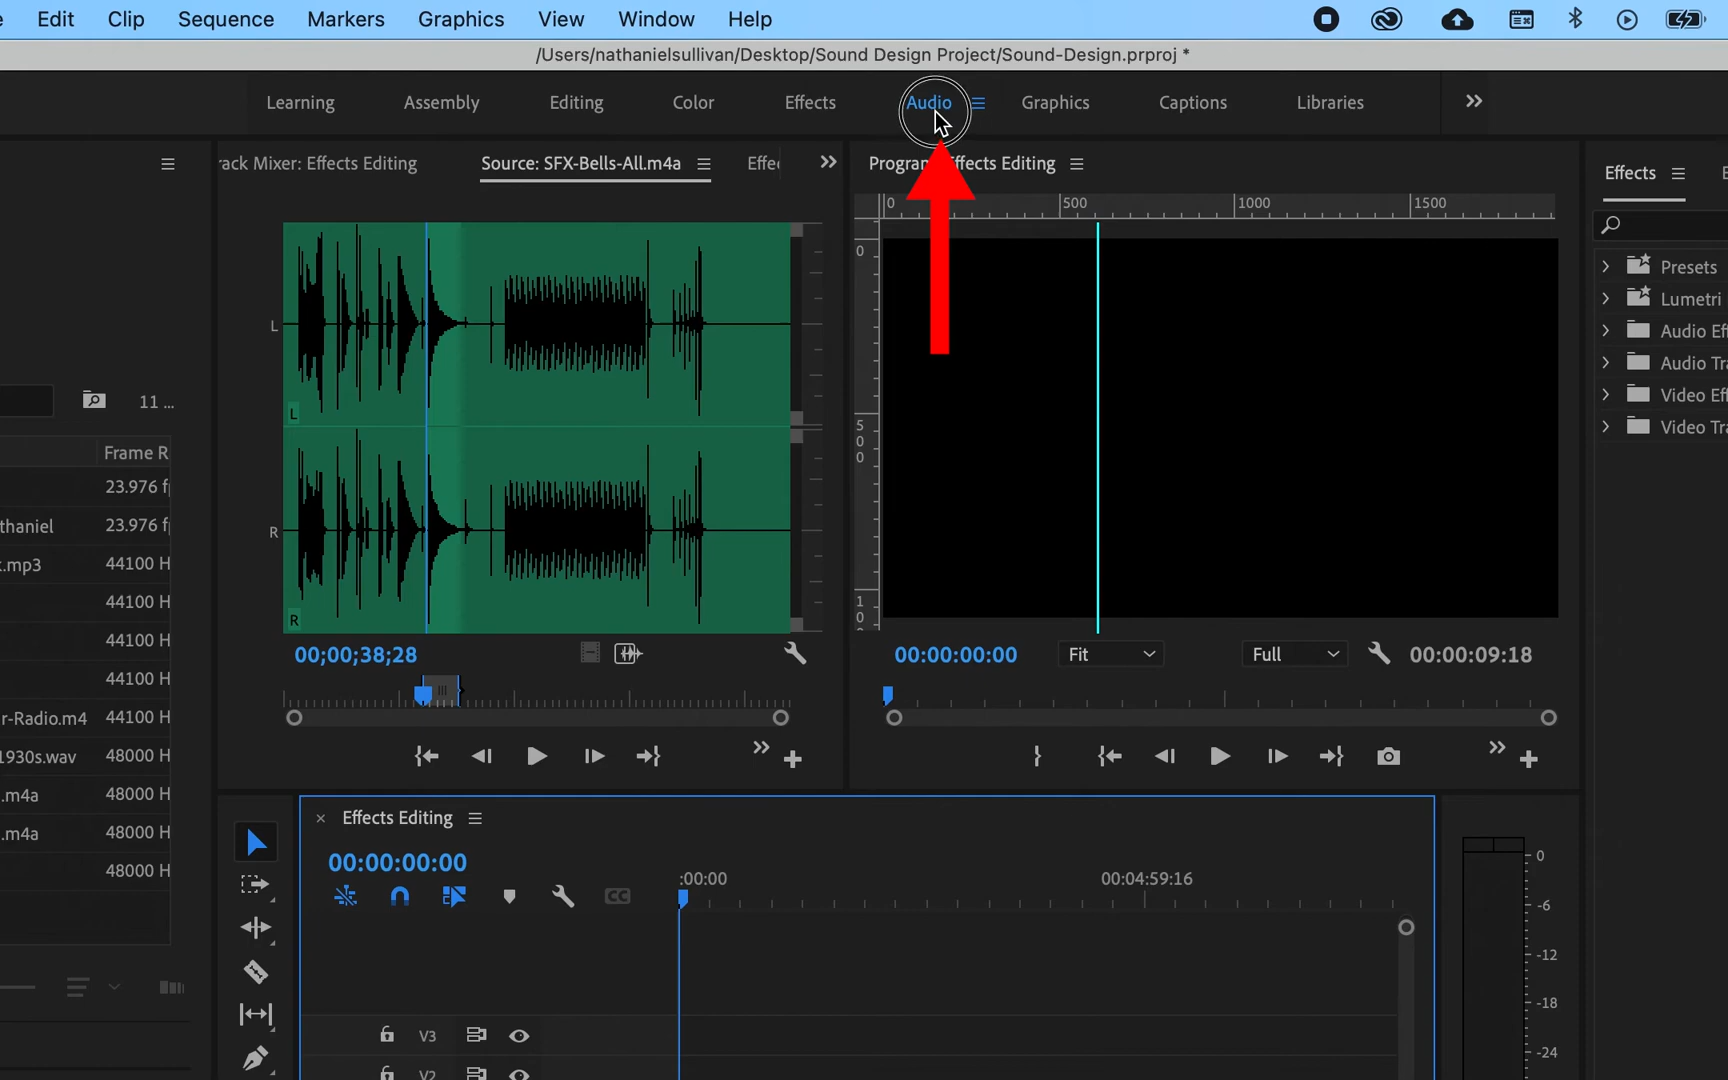 Edit Clip Sequence Markers Graphics View Window Help
/Users/nathanielsullivan/Desktop/Sound Design Project/Sound-Design.prproj *
Learning Assembly Editing Color Effects Audio Graphics Captions Libraries
rack Mixer: Effects Editing Source: SFX-Bells-All.m4a Effe
Effects Editing
Effects
0 500 1000 1500
Presets
Lumetri
Audio Eff
Audio Tra
Video Eff
Video Tra
L
L
R
R
0
5
0
0
1
0
11 ...
Frame R
23.976 f
thaniel 23.976 f
k.mp3 44100 H
44100 H
44100 H
44100 H
r-Radio.m4 44100 H
1930s.wav 48000 H
.m4a 48000 H
.m4a 48000 H
48000 H
00;00;38;28
00:00:00:00 Fit Full 00:00:09:18
× Effects Editing
00:00:00:00
:00:00 00:04:59:16
CC
V3
V2
0
-6
-12
-18
-24